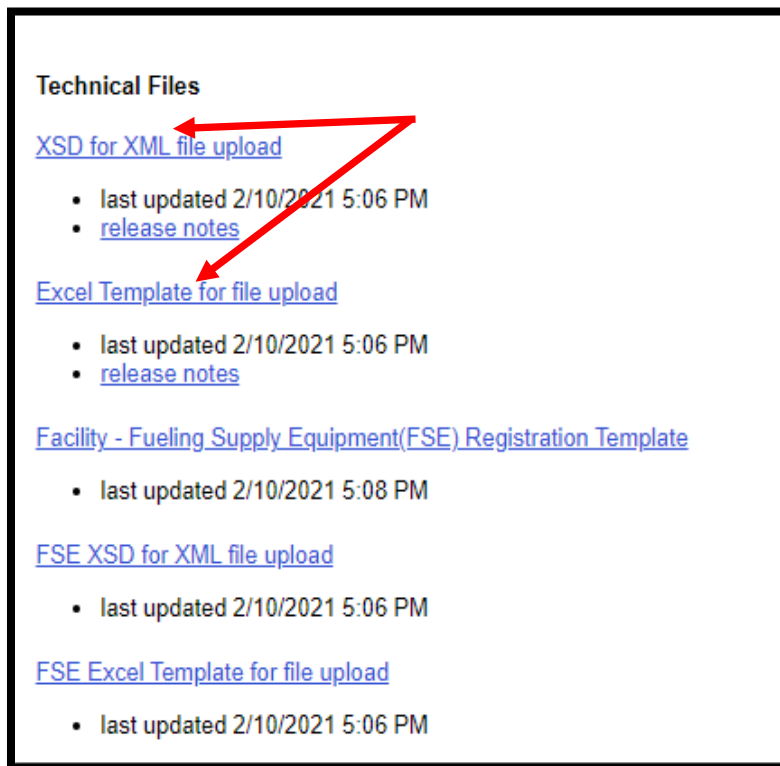 Technical Files
XSD for XML file upload
• last updated 2/10/2021 5:06 PM
• release notes
Excel Template for file upload
• last updated 2/10/2021 5:06 PM
• release notes
Facility - Fueling Supply Equipment(FSE) Registration Template
• last updated 2/10/2021 5:08 PM
FSE XSD for XML file upload
• last updated 2/10/2021 5:06 PM
FSE Excel Template for file upload
• last updated 2/10/2021 5:06 PM